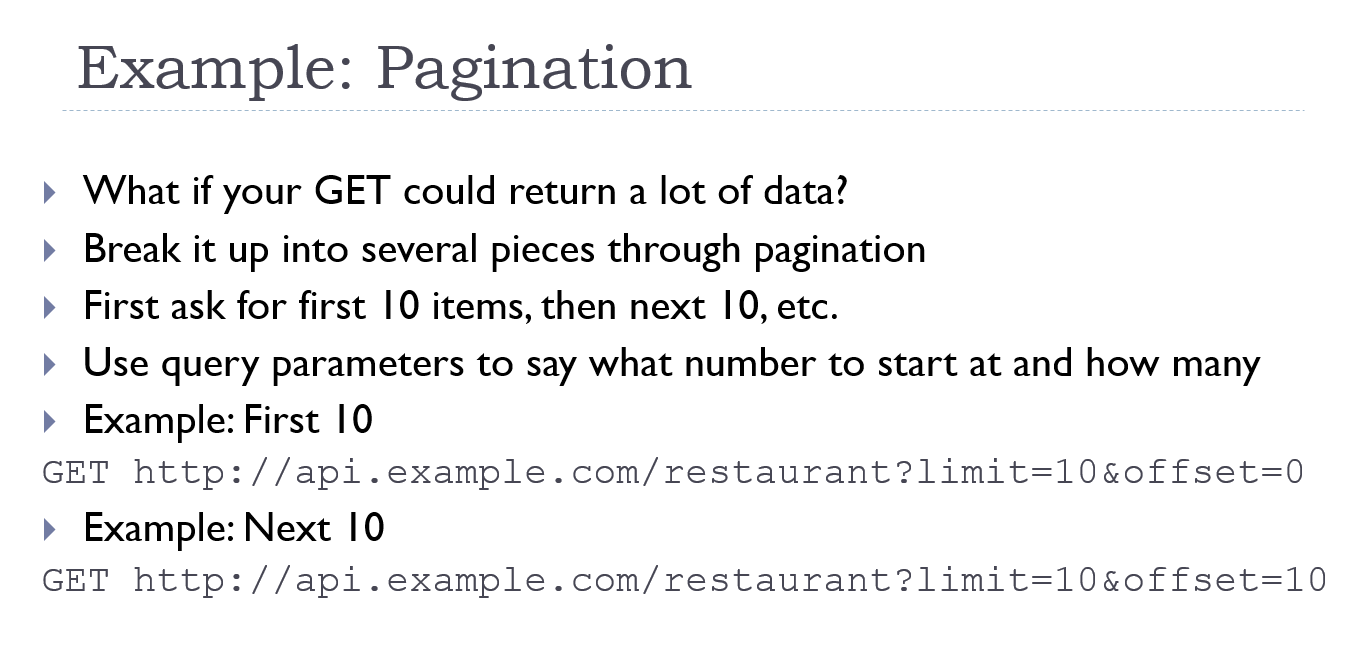 Example: Pagination
What if your GET could return a lot of data?
Break it up into several pieces through pagination
First ask for first 10 items, then next 10, etc.
Use query parameters to say what number to start at and how many
Example: First 10
GET http://api.example.com/restaurant?limit=10&offset=0
Example: Next 10
GET http://api.example.com/restaurant?limit=10&offset=10